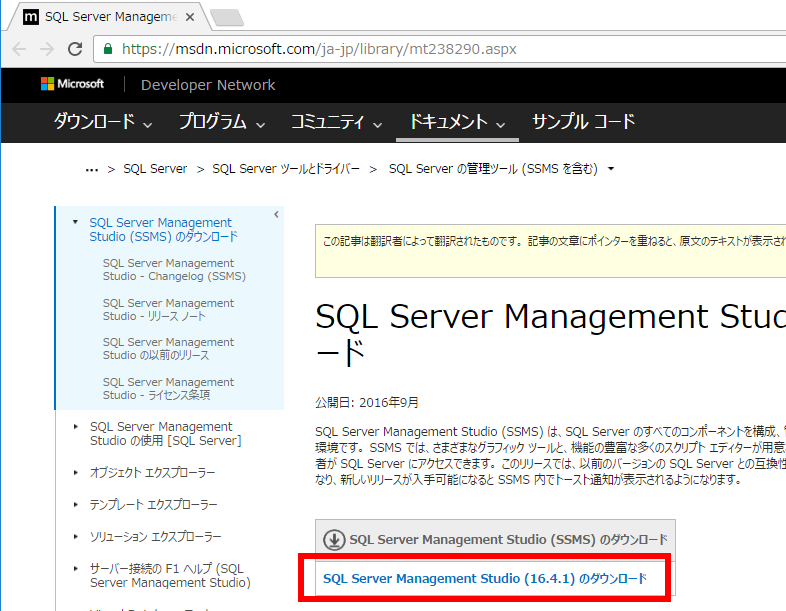 SQL Server Manageme
https://msdn.microsoft.com/ja-jp/library/mt238290.aspx
Microsoft Developer Network
ダウンロード プログラム コミュニティ ドキュメント サンプル コード
... > SQL Server > SQL Server ツールとドライバー > SQL Server の管理ツール (SSMS を含む)
SQL Server Management
Studio (SSMS) のダウンロード
SQL Server Management
Studio - Changelog (SSMS)
SQL Server Management
Studio - リリース ノート
SQL Server Management
Studio の以前のリリース
SQL Server Management
Studio - ライセンス条項
SQL Server Management
Studio の使用 [SQL Server]
オブジェクト エクスプローラー
テンプレート エクスプローラー
ソリューション エクスプローラー
サーバー接続の F1 ヘルプ (SQL
Server Management Studio)
この記事は翻訳者によって翻訳されたものです。 記事の文章にポインターを重ねると、原文のテキストが表示され
SQL Server Management Stud
ード
公開日: 2016年9月
SQL Server Management Studio (SSMS) は、SQL Server のすべてのコンポーネントを構成、
環境です。 SSMS では、さまざまなグラフィック ツールと、機能の豊富な多くのスクリプト エディターが用意
者が SQL Server にアクセスできます。 このリリースでは、以前のバージョンの SQL Server との互換性
なり、新しいリリースが入手可能になると SSMS 内でトースト通知が表示されるようになります。
SQL Server Management Studio (SSMS) のダウンロード
SQL Server Management Studio (16.4.1) のダウンロード